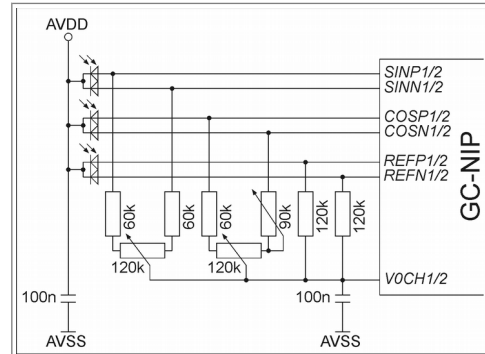 AVDD
SINP1/2
SINN1/2
COSP1/2
COSN1/2
REFP1/2
REFN1/2
GC-NIP
60k
60k
60k
90k
120k
120k
120k
120k
V0CH1/2
100n
100n
AVSS
AVSS